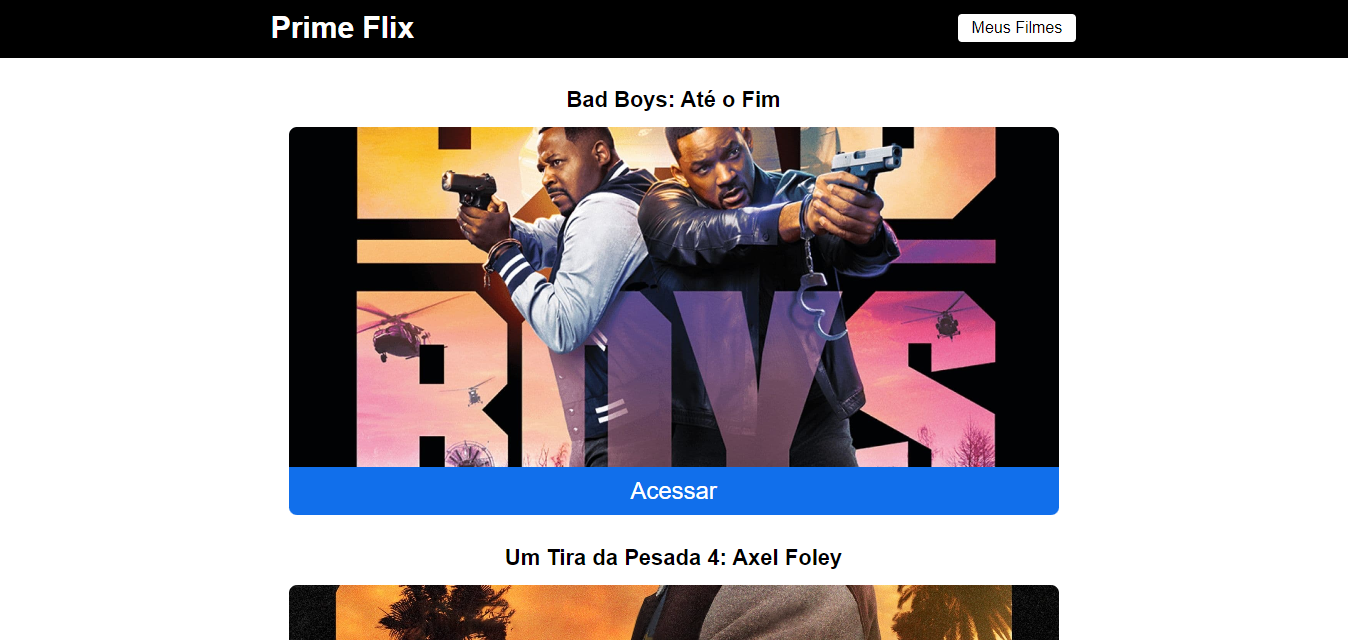 Prime Flix
Meus Filmes
Bad Boys: Até o Fim
BAD
BOYS
Acessar
Um Tira da Pesada 4: Axel Foley